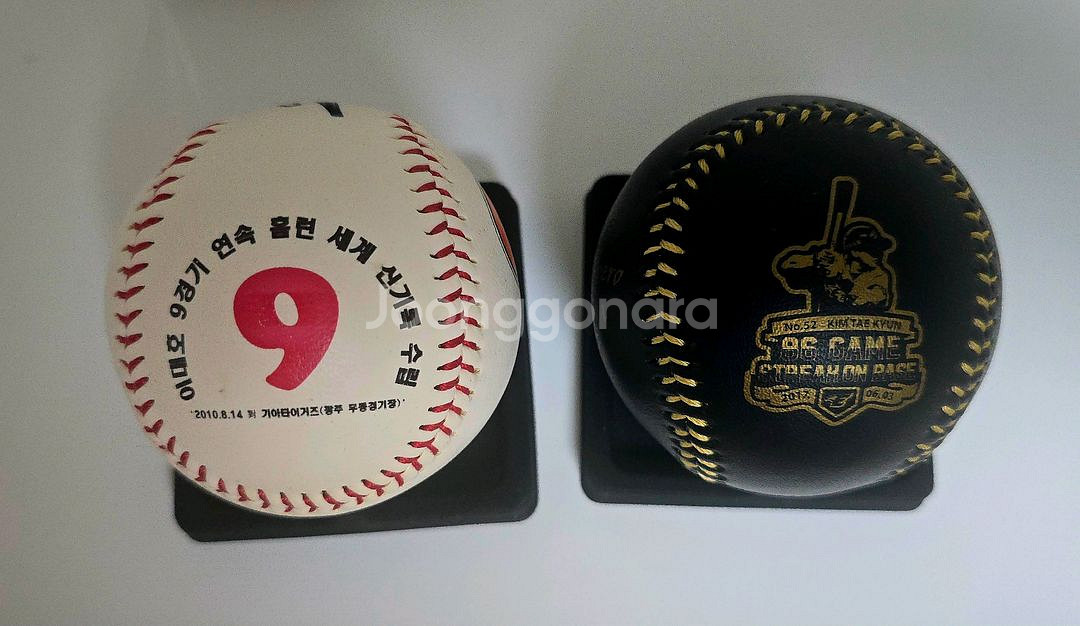 이대호 9경기 연속 홈런 세계 신기록 수립
9
'2010.8.14 対 기아타이거즈(광주 무등경기장)'
Joonggonara
No.52 KIM TAE KYUN
86 GAME
STREAK ON BASE
2017 06.03